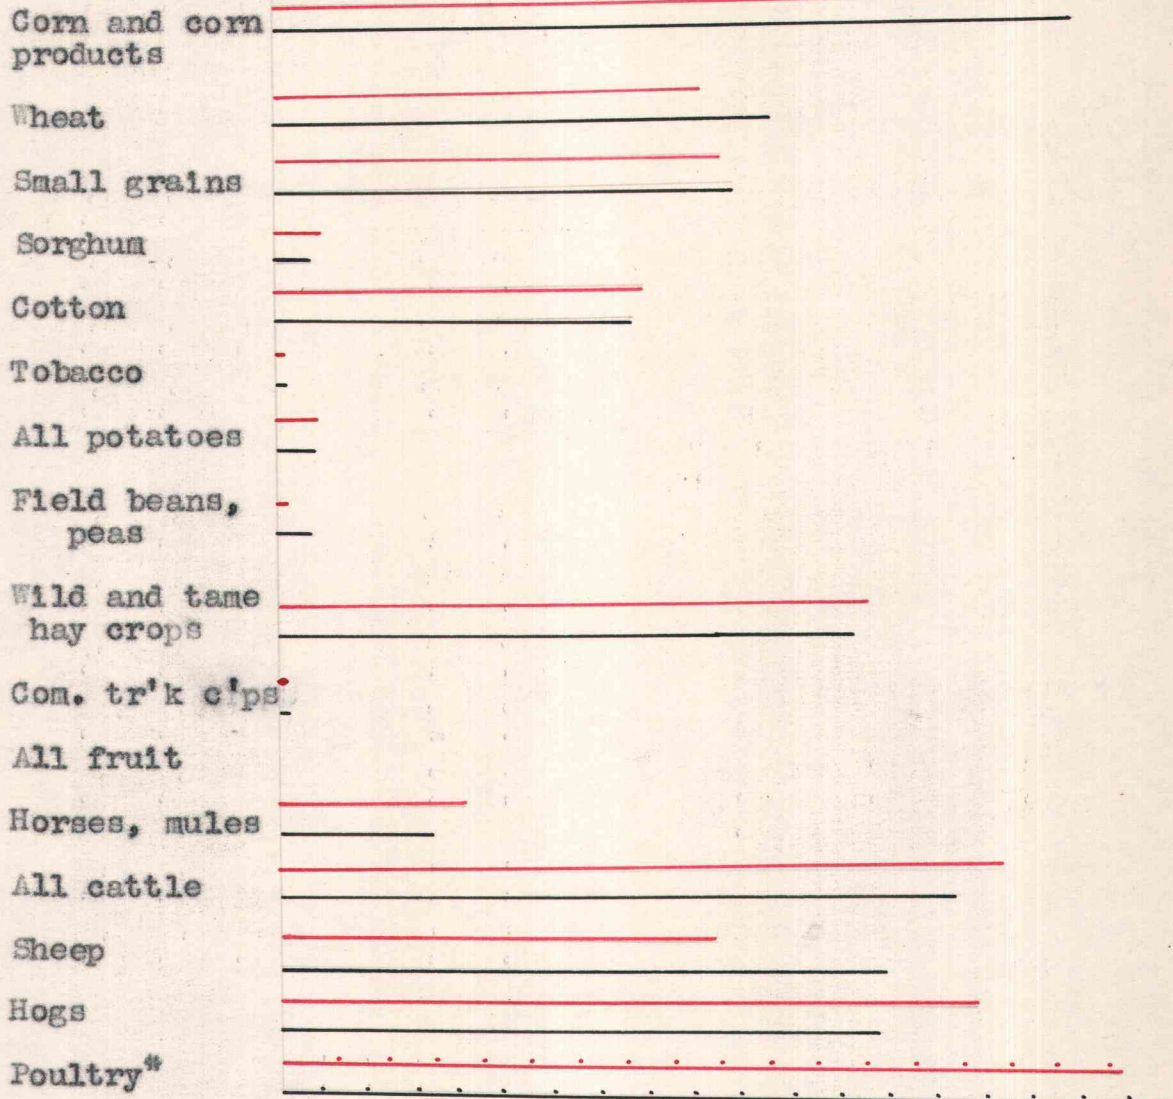 Corn and corn
products
Wheat
Small grains
Sorghum
Cotton
Tobacco
All potatoes
Field beans,
peas
Wild and tame
hay crops
Com. tr'k c'ps
All fruit
Horses, mules
All cattle
Sheep
Hogs
Poultry*